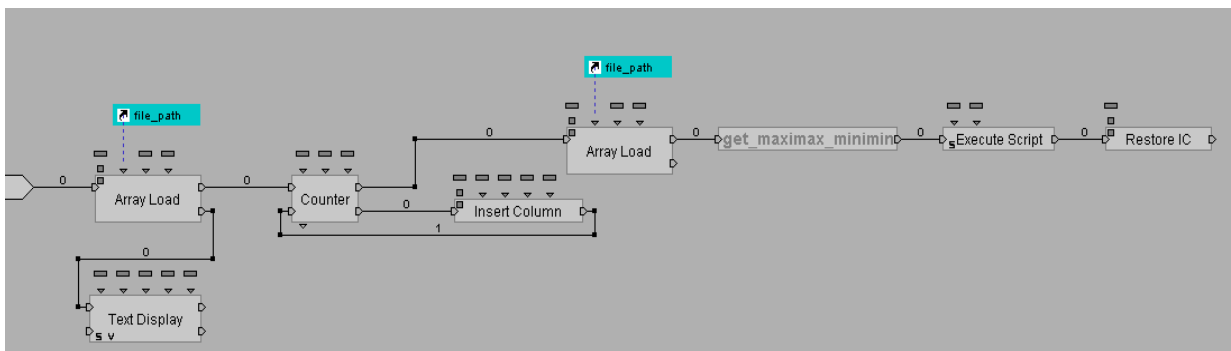 file_path
0
file_path
0
Array Load
get_maximax_minimin
0
s Execute Script
0
Restore IC
0
Array Load
0
Counter
0
Insert Column
1
0
Text Display
S V